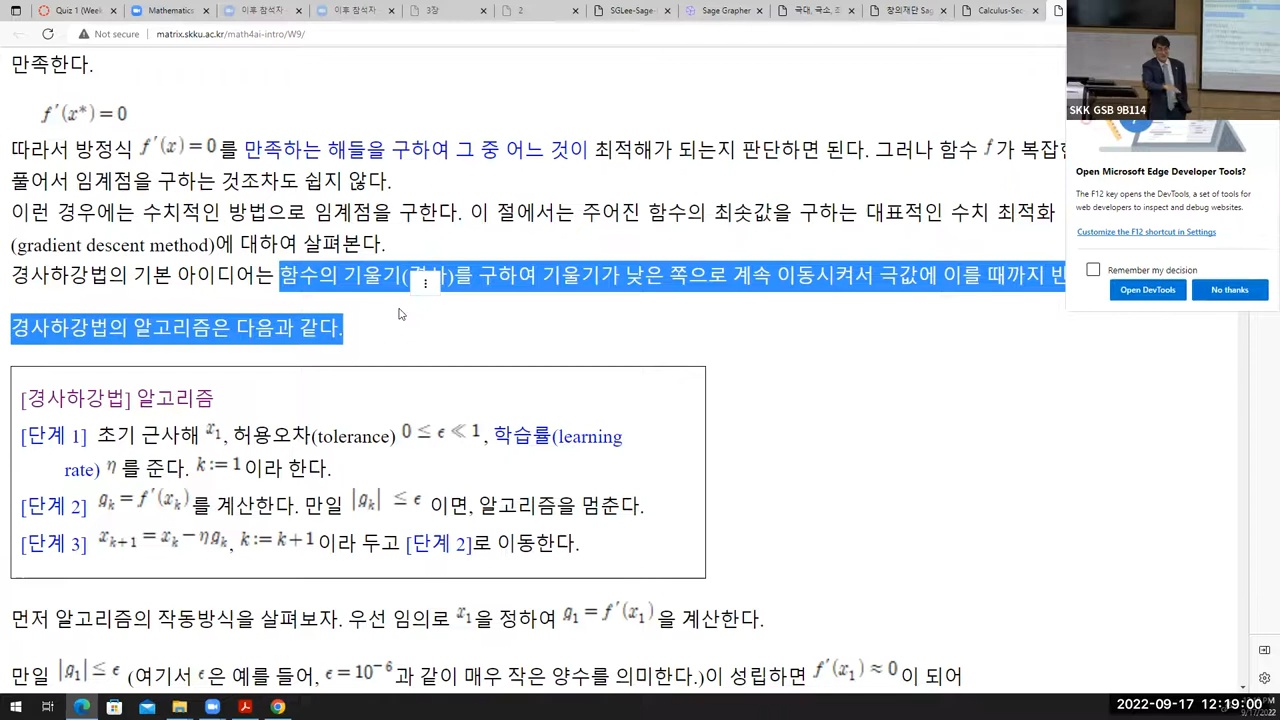 Quiz 1 (Week
Mathematics
이후 참석자
이후 참석자
3장
2
SGLee-Sage-
Sage Grapher
극대, 극소,
창의재단 Sag
Calculus-Sec
Not secure
matrix.skku.ac.kr/math4ai-intro/W9/
만족한다.
f′(x*)=0
따라서 방정식 f′(x)=0를 만족하는 해들을 구하여 그 중 어느 것이 최적해가 되는지 판단하면 된다. 그러나 함수 f가 복잡한
풀어서 임계점을 구하는 것조차도 쉽지 않다.
이런 경우에는 수치적인 방법으로 임계점을 구한다. 이 절에서는 주어진 함수의 최솟값을 구하는 대표적인 수치 최적화
(gradient descent method)에 대하여 살펴본다.
경사하강법의 기본 아이디어는 함수의 기울기(경사)를 구하여 기울기가 낮은 쪽으로 계속 이동시켜서 극값에 이를 때까지 반
경사하강법의 알고리즘은 다음과 같다.
[경사하강법] 알고리즘
[단계 1] 초기 근사해 x₁, 허용오차(tolerance) 0 ≤ ϵ ≪ 1, 학습률(learning
rate) η 를 준다. k:=1이라 한다.
[단계 2] gₖ=f′(xₖ)를 계산한다. 만일 |gₖ| ≤ ϵ 이면, 알고리즘을 멈춘다.
[단계 3] xₖ₊₁=xₖ−ηgₖ, k:=k+1이라 두고 [단계 2]로 이동한다.
먼저 알고리즘의 작동방식을 살펴보자. 우선 임의로 x₁을 정하여 g₁=f′(x₁)을 계산한다.
만일 |g₁|≤ϵ (여기서 ϵ은 예를 들어, ϵ=10⁻⁶과 같이 매우 작은 양수를 의미한다.)이 성립하면 f′(x₁)≈0이 되어
SKK GSB 9B114
Open Microsoft Edge Developer Tools?
The F12 key opens the DevTools, a set of tools for
web developers to inspect and debug websites.
Customize the F12 shortcut in Settings
Remember my decision
Open DevTools
No thanks
2022-09-17 12:19:00
9/17/2022